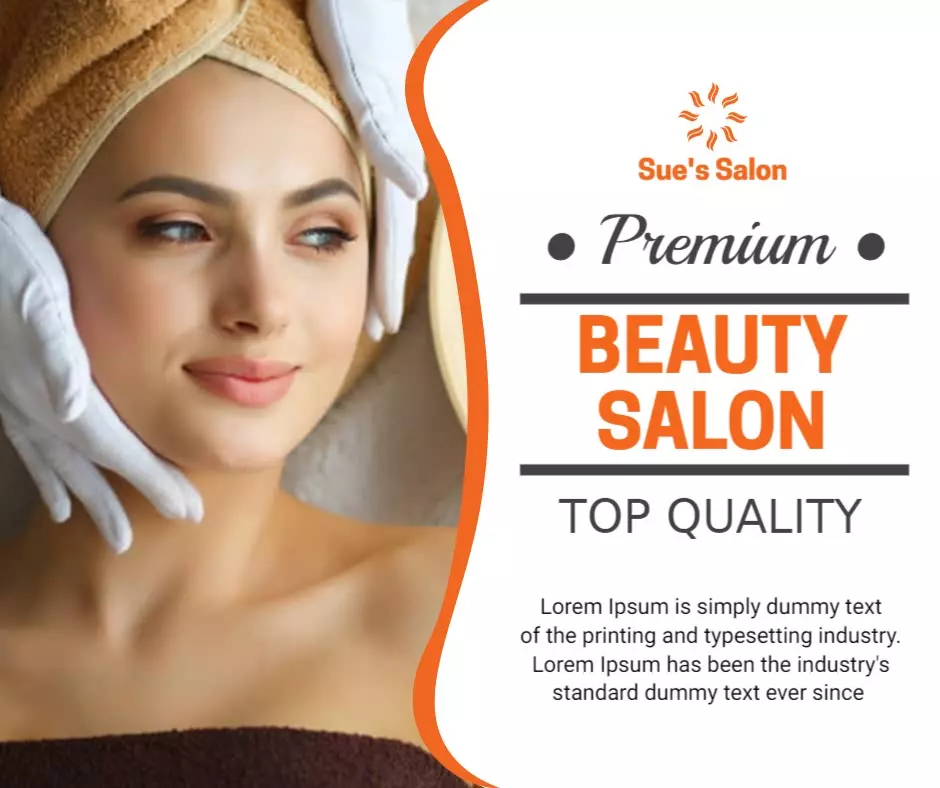 Sue's Salon
Premium
BEAUTY
SALON
TOP QUALITY
Lorem Ipsum is simply dummy text
of the printing and typesetting industry.
Lorem Ipsum has been the industry's
standard dummy text ever since